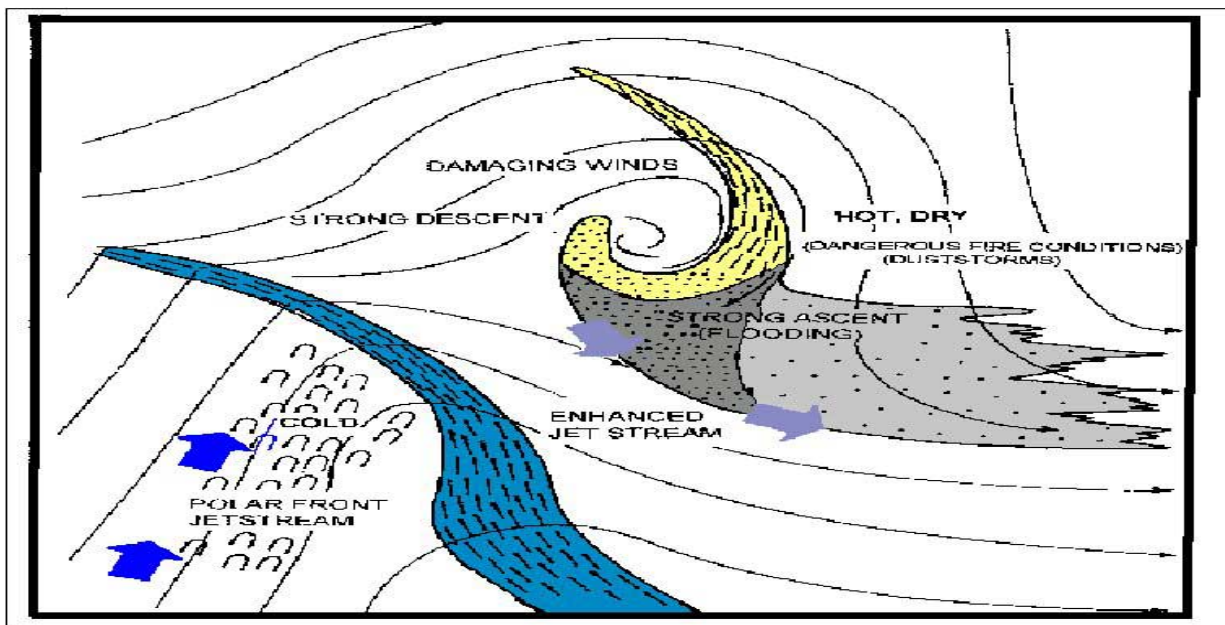 DAMAGING WINDS
STRONG DESCENT
HOT, DRY
(DANGEROUS FIRE CONDITIONS)
(DUSTSTORMS)
STRONG ASCENT
(FLOODING)
ENHANCED
JET STREAM
COLD
POLAR FRONT
JETSTREAM